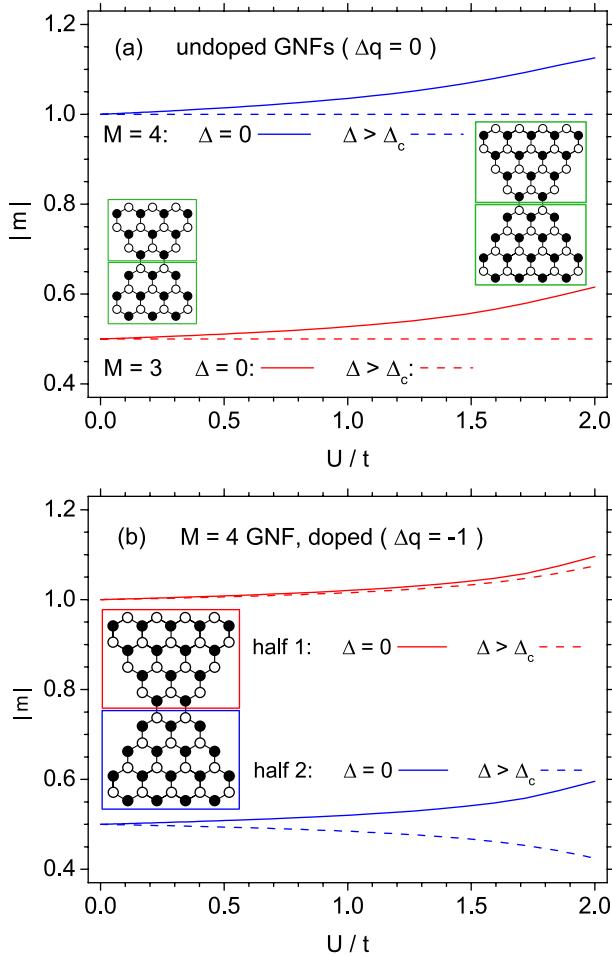 1.2
(a) undoped GNFs ( Δq = 0 )
1.0
M = 4: Δ = 0 Δ > Δc
|m|
0.8
0.6
M = 3 Δ = 0: Δ > Δc:
0.4
0.0 0.5 1.0 1.5 2.0
U / t
1.2
(b) M = 4 GNF, doped ( Δq = -1 )
1.0
half 1: Δ = 0 Δ > Δc
|m|
0.8
half 2: Δ = 0 Δ > Δc
0.6
0.4
0.0 0.5 1.0 1.5 2.0
U / t